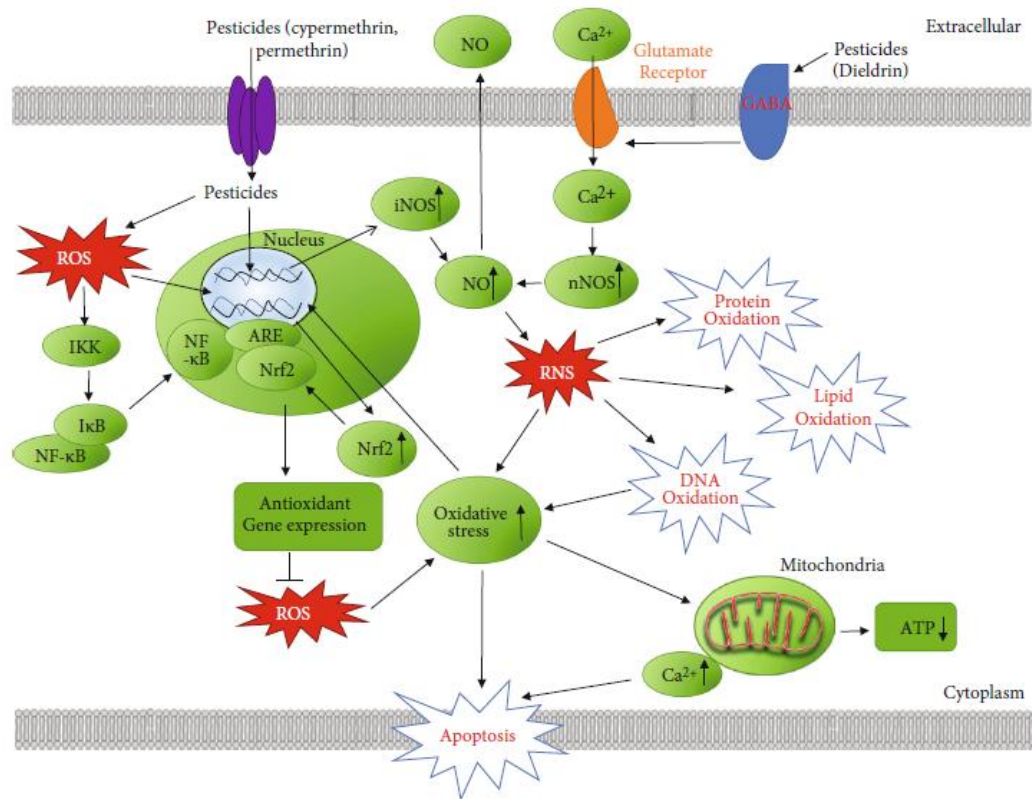 Pesticides (cypermethrin,
permethrin)
NO
Ca2+
Extracellular
Glutamate
Receptor
Pesticides
(Dieldrin)
GABA
Pesticides
Ca2+
iNOS
ROS
Nucleus
NO
nNOS
Protein
Oxidation
IKK
NF
-κB
ARE
Nrf2
RNS
Lipid
Oxidation
IκB
NF-κB
Nrf2
DNA
Oxidation
Antioxidant
Gene expression
Oxidative
stress
Mitochondria
ROS
ATP
Ca2+
Cytoplasm
Apoptosis